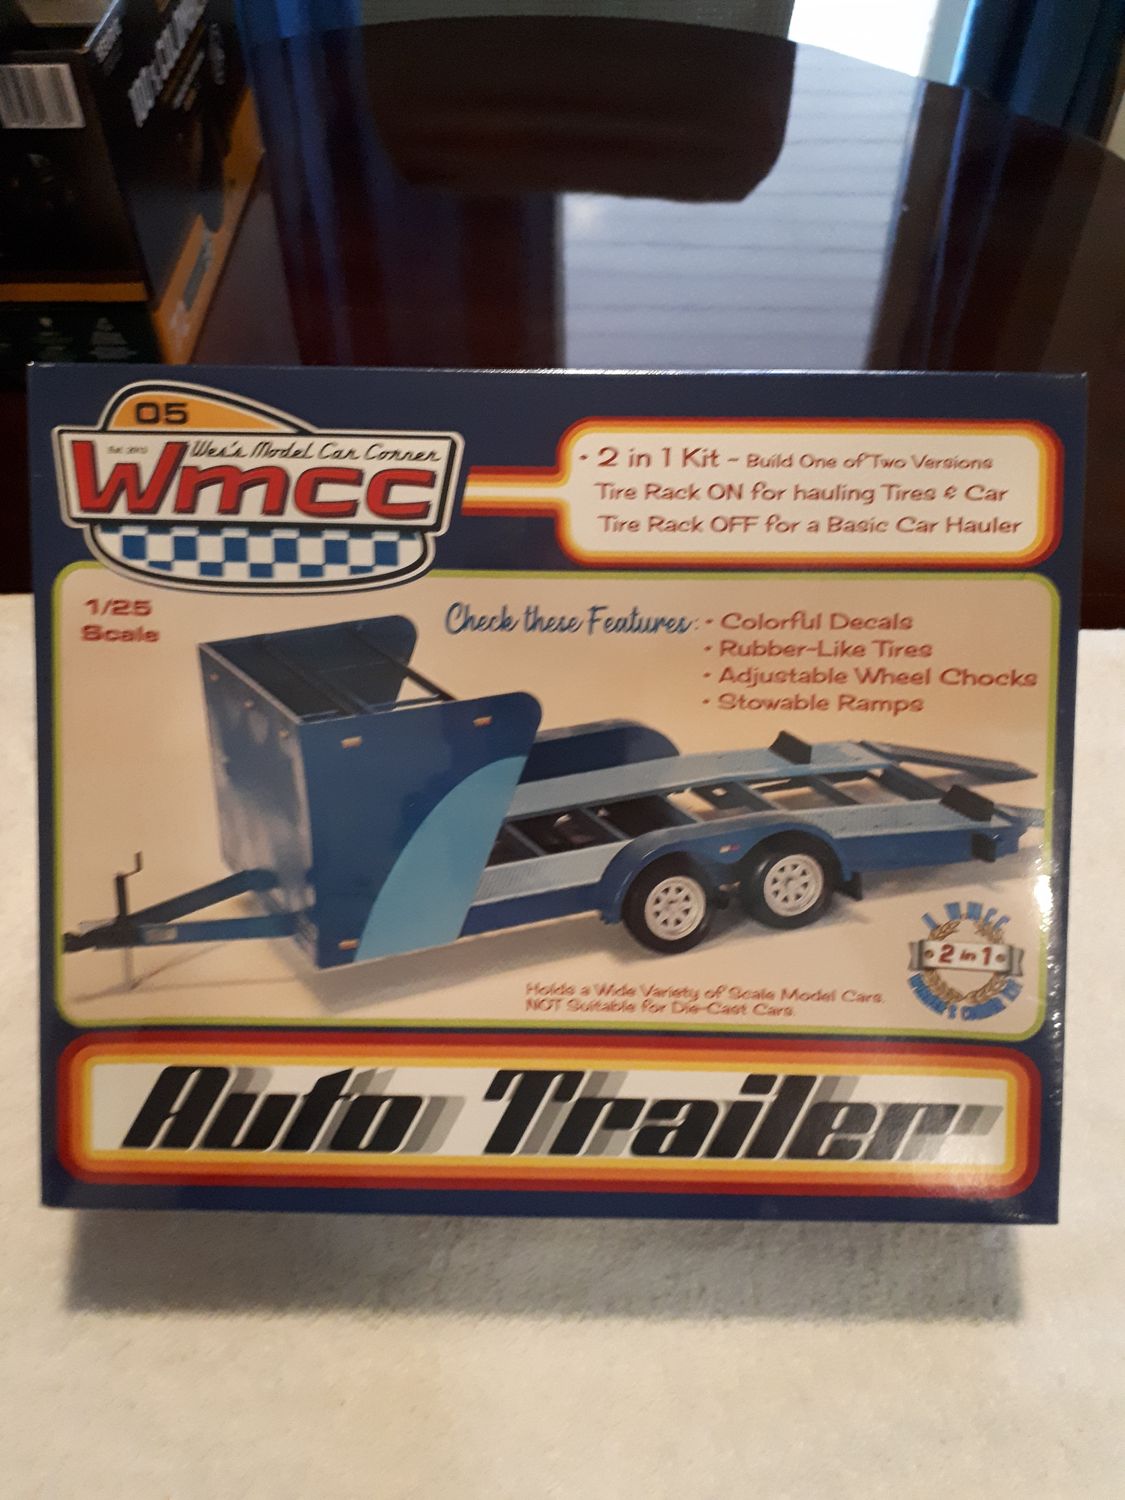 05
Est. 2013
Wes's Model Car Corner
Wmcc
• 2 in 1 Kit - Build One of Two Versions
Tire Rack ON for hauling Tires & Car
Tire Rack OFF for a Basic Car Hauler
1/25
Scale
Check these Features:
• Colorful Decals
• Rubber-Like Tires
• Adjustable Wheel Chocks
• Stowable Ramps
WMCC
2 in 1
Holds a Wide Variety of Scale Model Cars.
NOT Suitable for Die-Cast Cars.
Auto Trailer